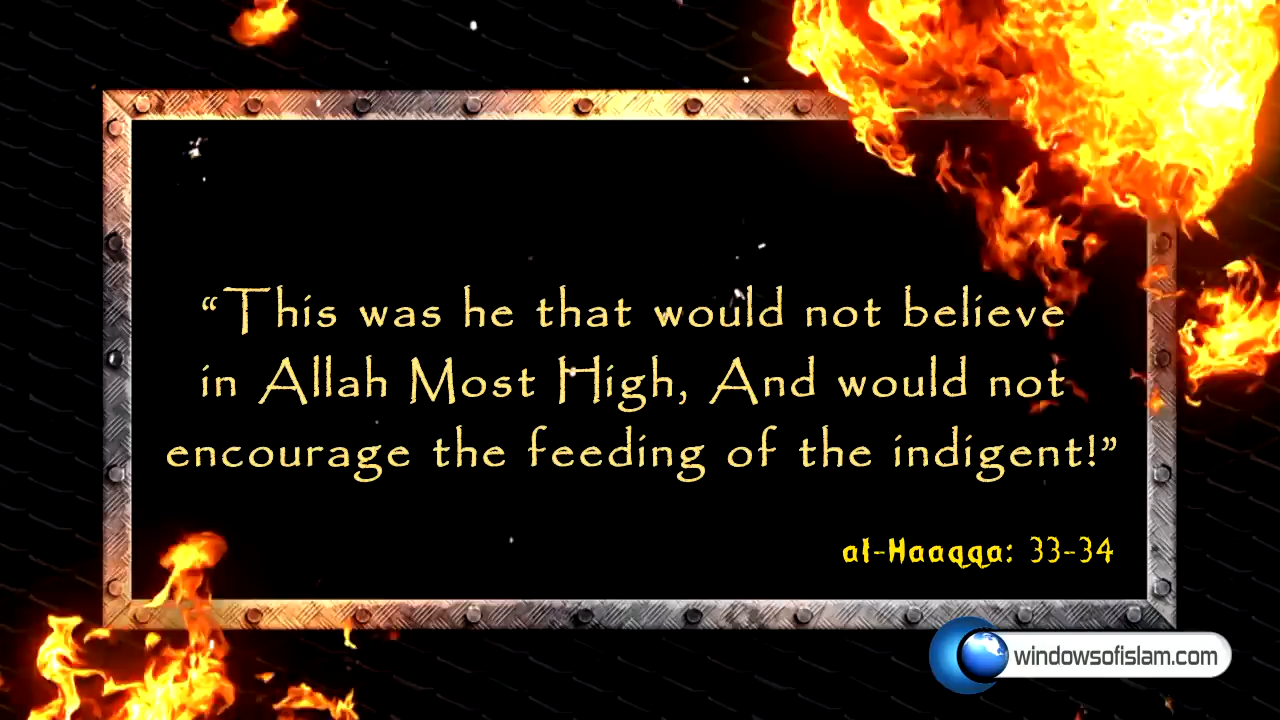 “This was he that would not believe
in Allah Most High, And would not
encourage the feeding of the indigent!”
al-Haaqqa: 33-34
windowsofislam.com